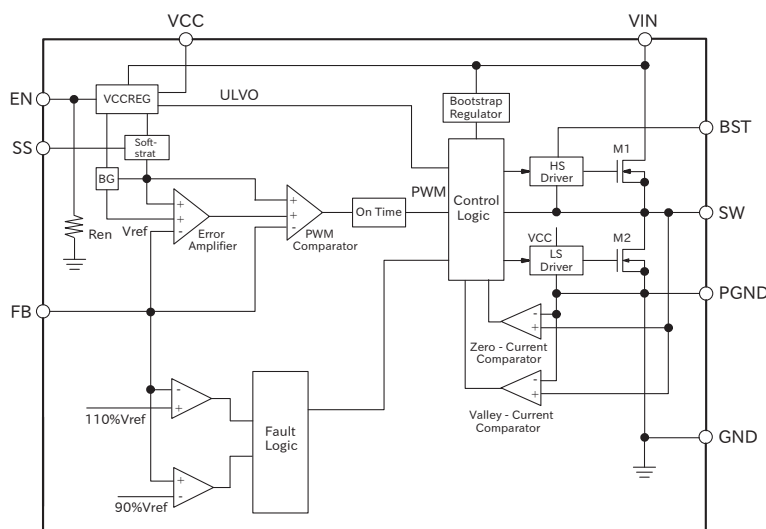 VCC
VIN
EN
VCCREG
ULVO
Bootstrap
Regulator
BST
SS
Soft-
strat
M1
HS
Driver
BG
PWM
Control
Logic
On Time
SW
Ren
Vref
+
+
-
Error
Amplifier
+
+
-
PWM
Comparator
VCC
M2
LS
Driver
PGND
FB
-
+
Zero - Current
Comparator
-
+
Valley - Current
Comparator
-
+
110%Vref
Fault
Logic
GND
+
-
90%Vref